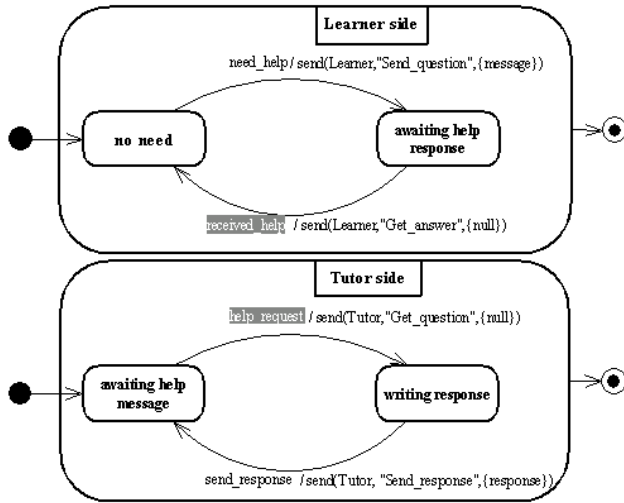 Learner side
need_help / send(Learner,"Send_question",{message})
no need
awaiting help
response
received_help / send(Learner,"Get_answer",{null})
Tutor side
help_request / send(Tutor,"Get_question",{null})
awaiting help
message
writing response
send_response / send(Tutor, "Send_response",{response})